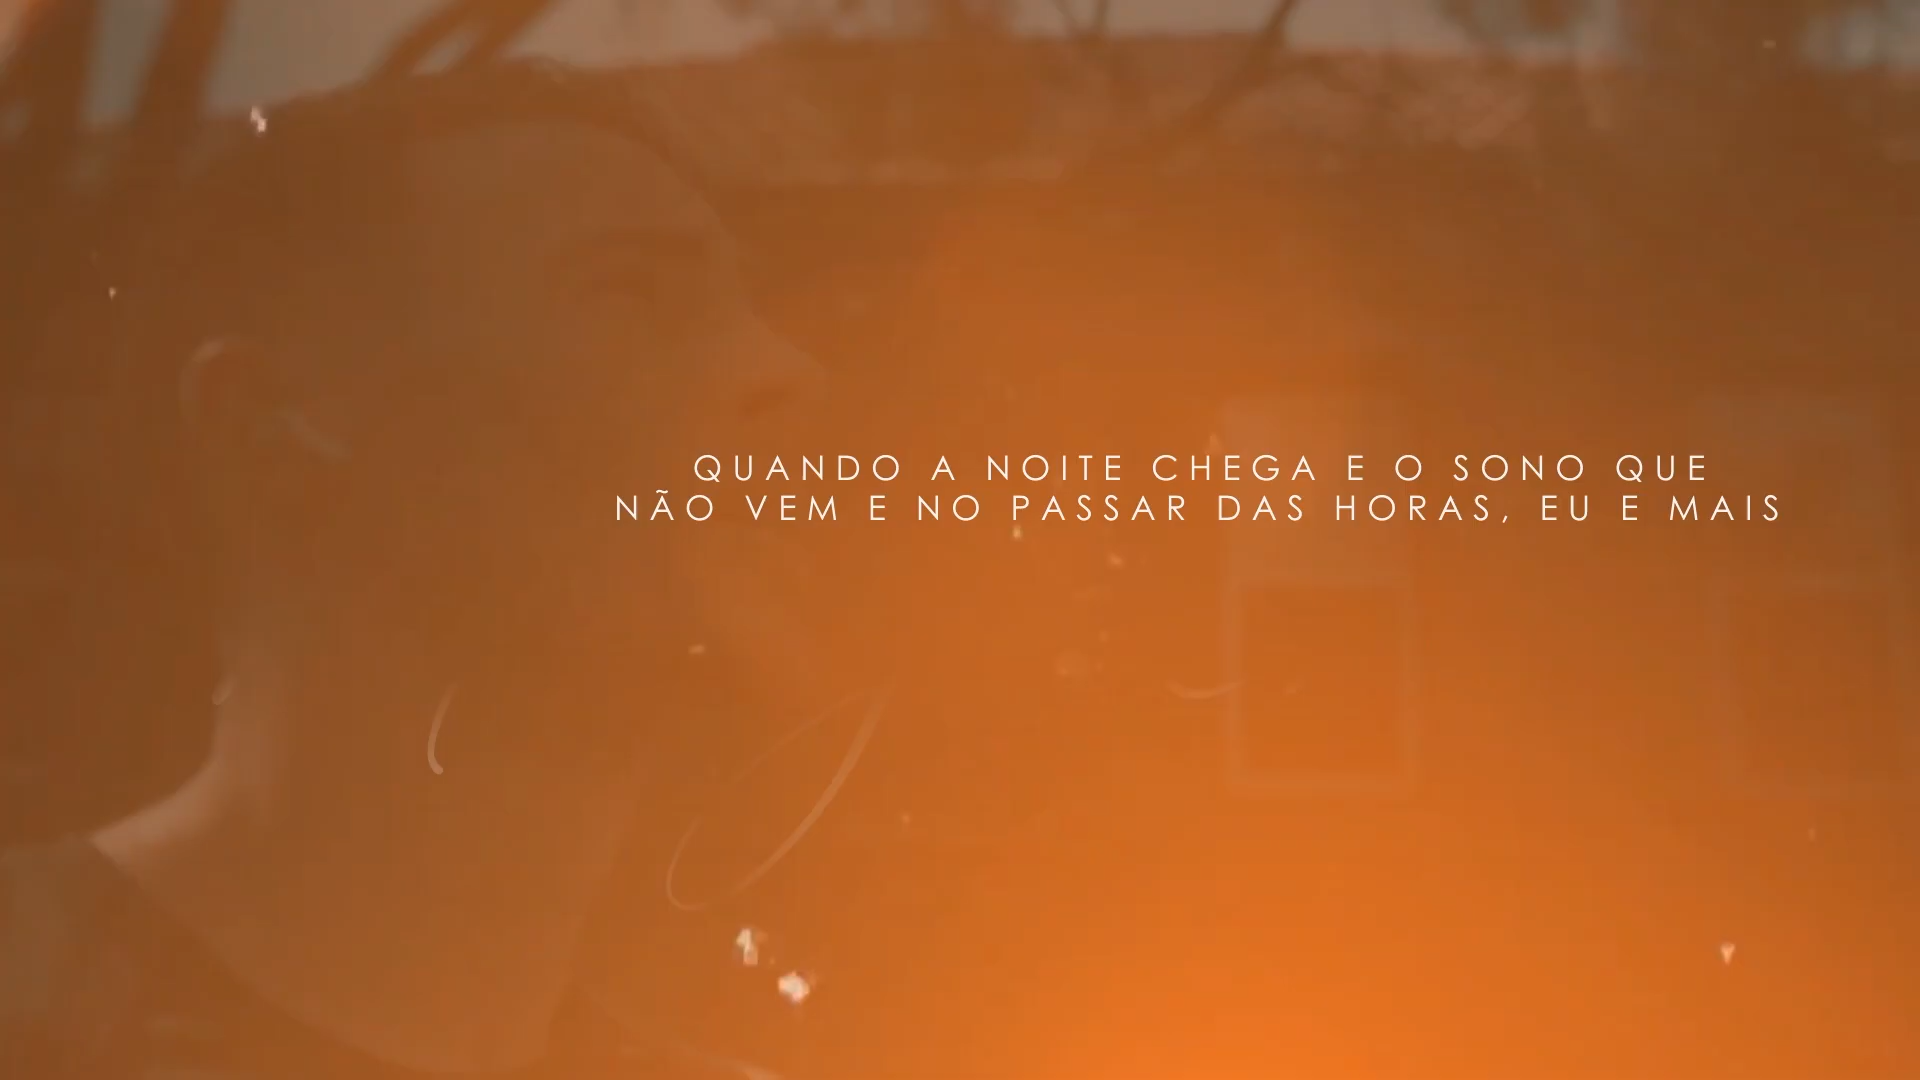 QUANDO A NOITE CHEGA E O SONO QUE
NÃO VEM E NO PASSAR DAS HORAS, EU E MAIS